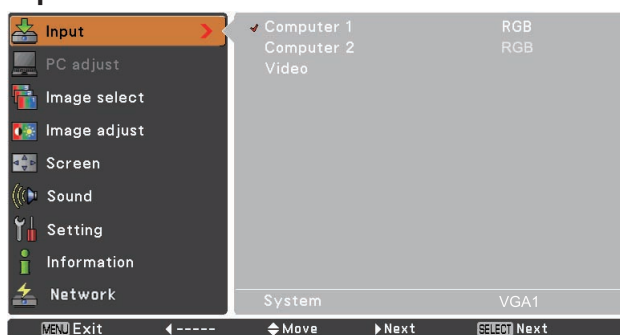 Input
PC adjust
Image select
Image adjust
Screen
Sound
Setting
Information
Network
Computer 1 RGB
Computer 2 RGB
Video
System VGA1
MENU Exit ----- Move Next SELECT Next